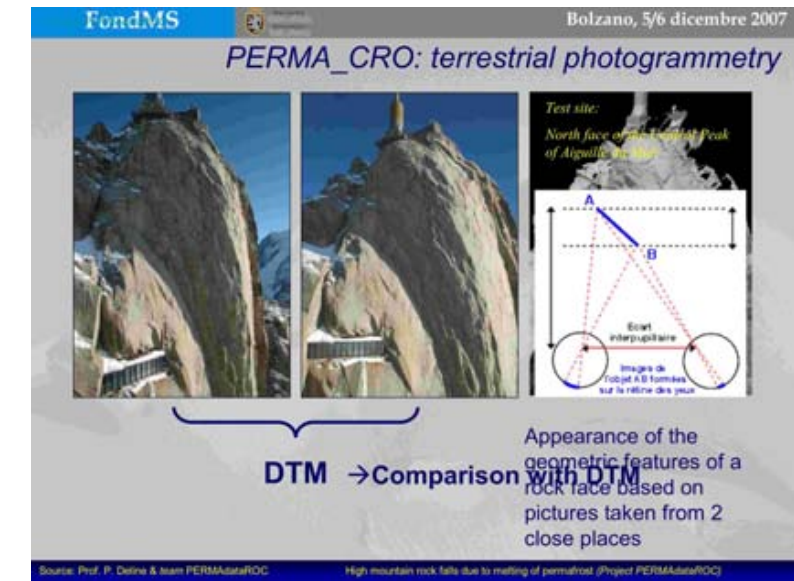 FondMS
Bolzano, 5/6 dicembre 2007
PERMA_CRO: terrestrial photogrammetry
Test site:
North face of the Central Peak
of Aiguille du Midi
A
B
Ecart
interpupillaire
Images de
l'objet AB formées
sur la rétine des yeux
DTM →Comparison with DTM
Appearance of the
geometric features of a
rock face based on
pictures taken from 2
close places
Source: Prof. P. Deline & team PERMAdataROC
High mountain rock falls due to melting of permafrost (Project PERMAdataROC)